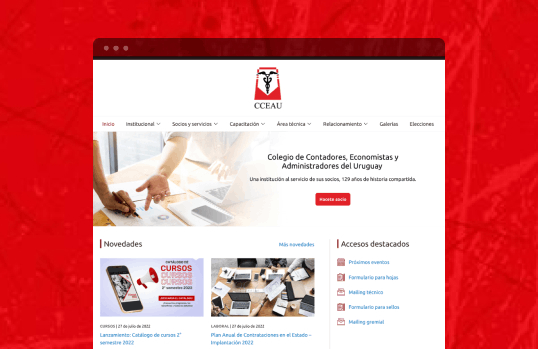 CCEAU
Inicio Institucional Socios y servicios Capacitación Área técnica Relacionamiento Galerías Elecciones
Colegio de Contadores, Economistas y
Administradores del Uruguay
Una institución al servicio de sus socios, 129 años de historia compartida.
Hacete socio
Novedades
Más novedades
CATÁLOGO DE
CURSOS
CURSOS
CURSOS
2° semestre 2022
DESCARGÁ CATÁLOGO
CURSOS | 27 de julio de 2022
Lanzamiento: Catálogo de cursos 2°
semestre 2022
LABORAL | 27 de julio de 2022
Plan Anual de Contrataciones en el Estado –
Implantación 2022
Accesos destacados
Próximos eventos
Formulario para hojas
Mailing técnico
Formulario para sellos
Mailing gremial